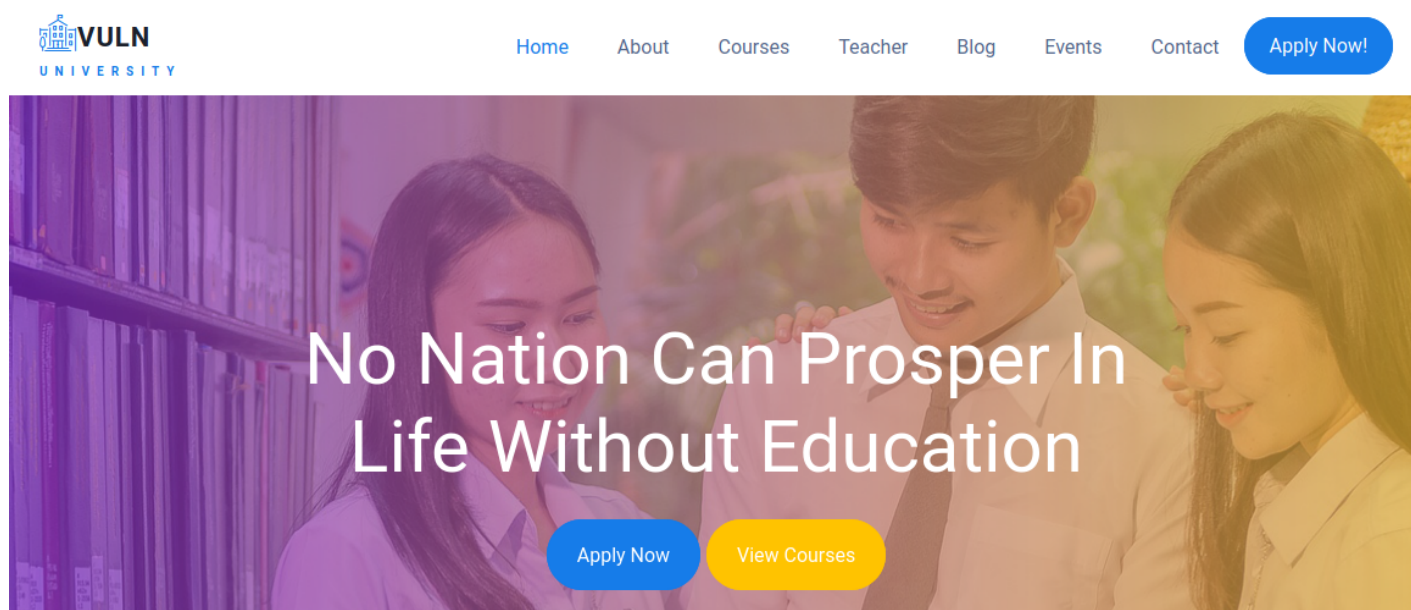 VULN
UNIVERSITY
Home About Courses Teacher Blog Events Contact Apply Now!
No Nation Can Prosper In
Life Without Education
Apply Now View Courses